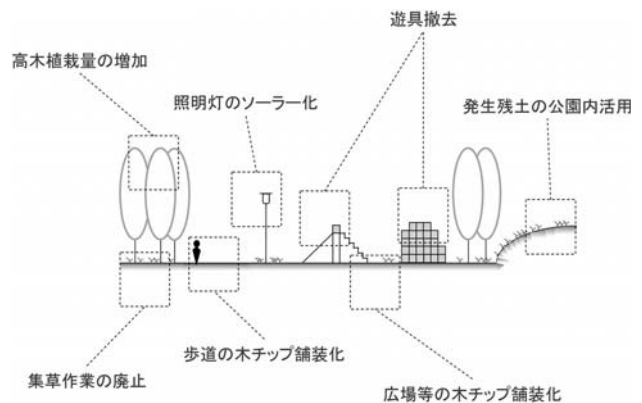 遊具撤去
高木植栽量の増加
照明灯のソーラー化
発生残土の公園内活用
歩道の木チップ舗装化
集草作業の廃止
広場等の木チップ舗装化